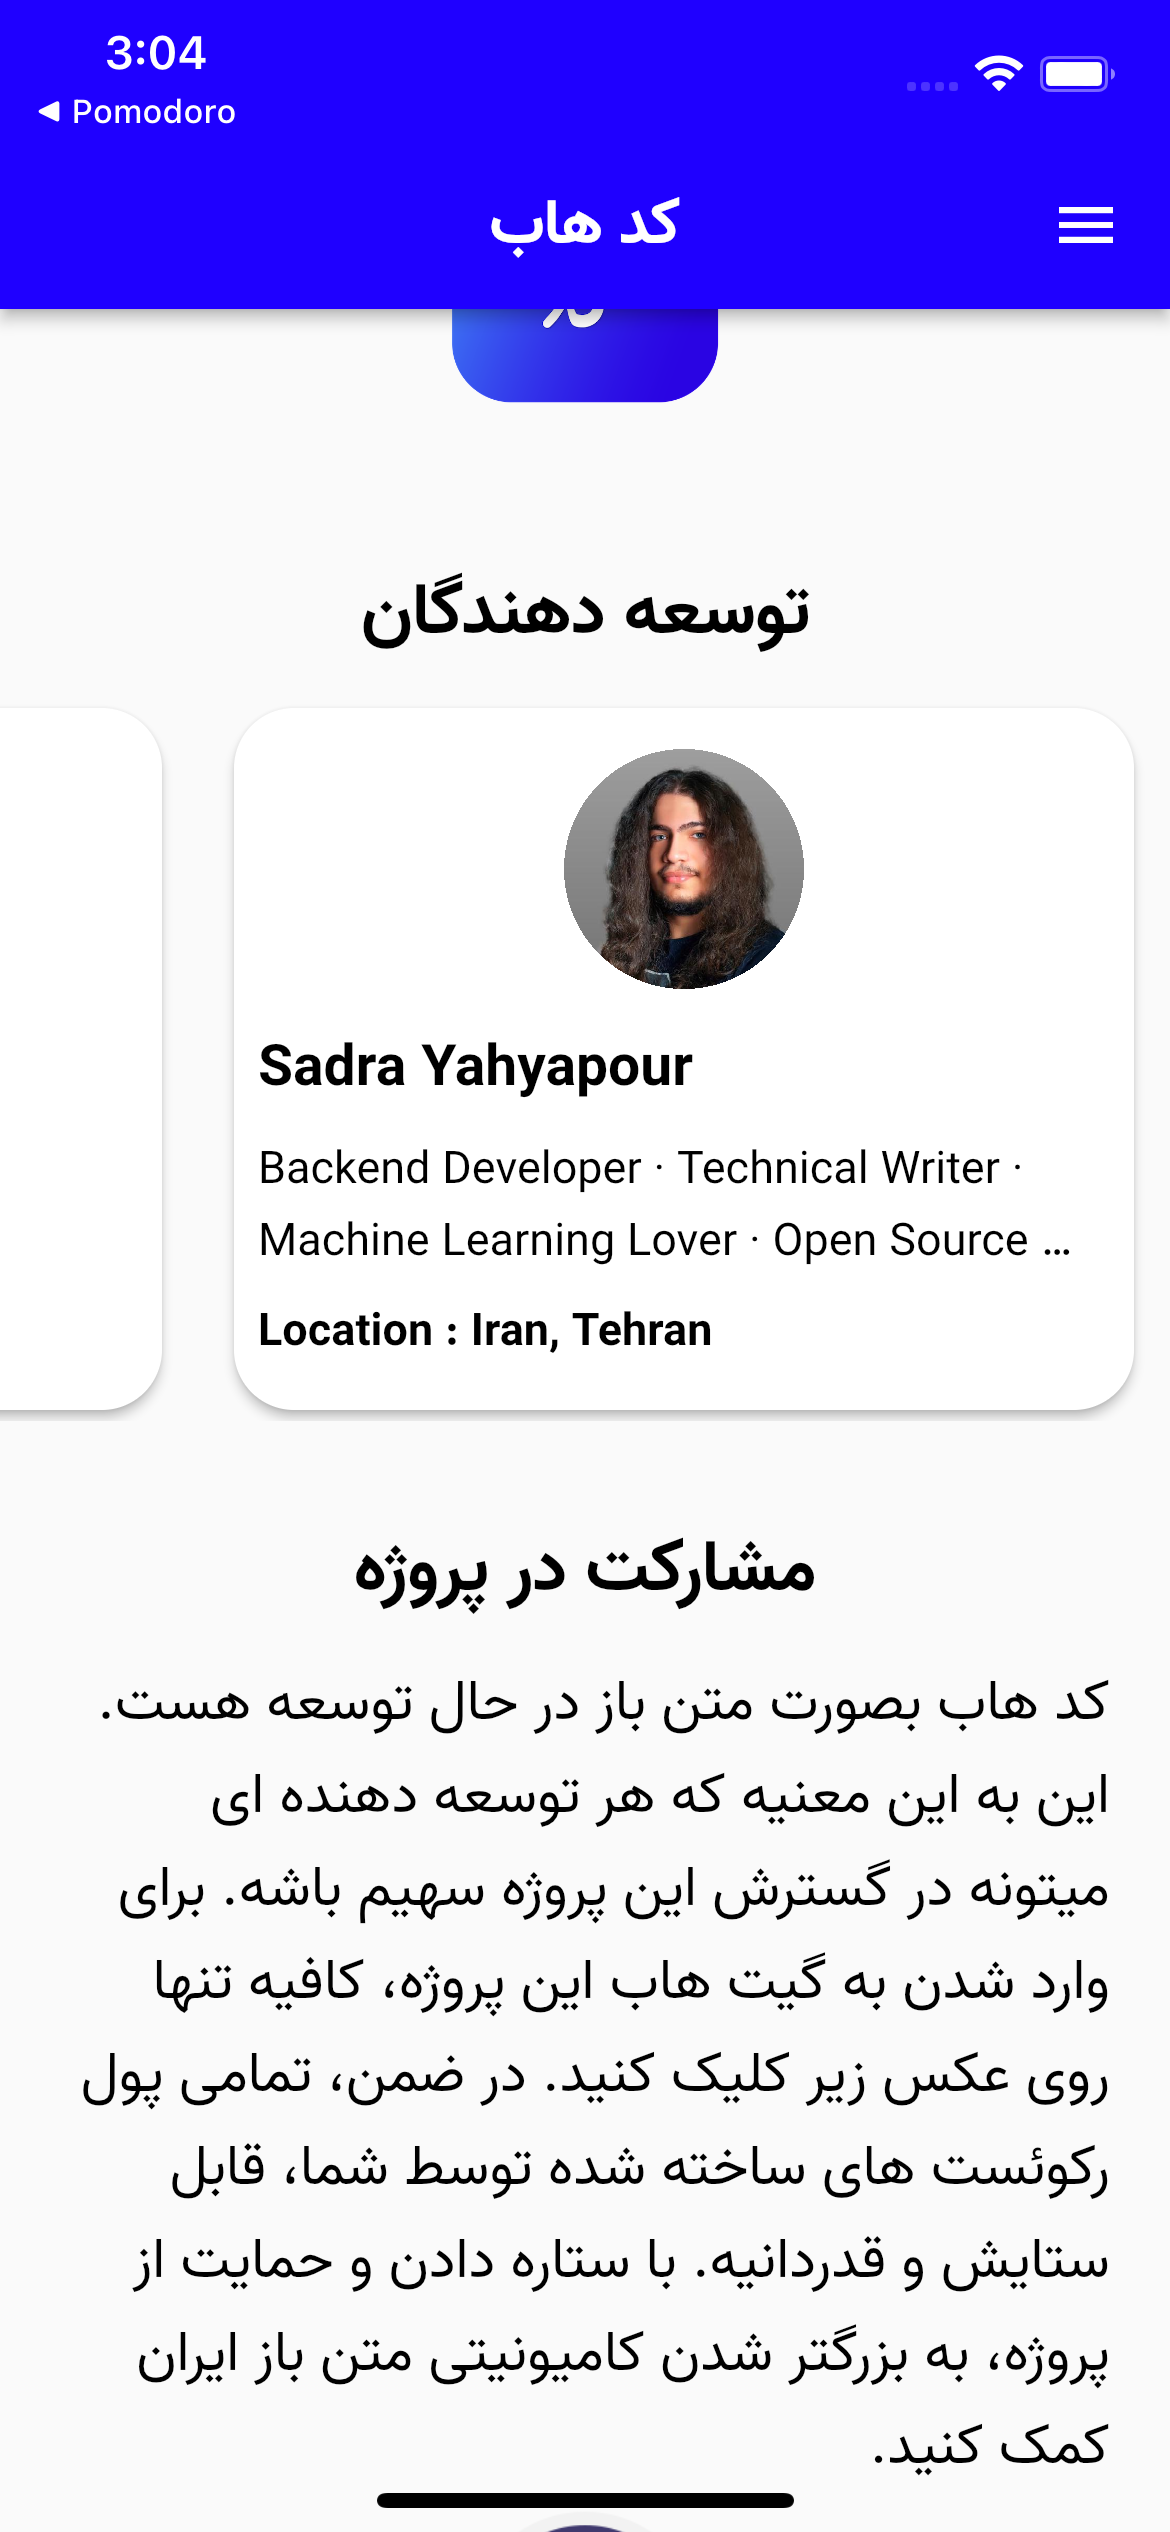 3:04
Pomodoro
کد هاب
توسعه دهندگان
Sadra Yahyapour
Backend Developer · Technical Writer ·
Machine Learning Lover · Open Source ...
Location : Iran, Tehran
مشارکت در پروژه
کد هاب بصورت متن باز در حال توسعه هست.
این به این معنیه که هر توسعه دهنده ای
میتونه در گسترش این پروژه سهیم باشه. برای
وارد شدن به گیت هاب این پروژه، کافیه تنها
روی عکس زیر کلیک کنید. در ضمن، تمامی پول
رکوئست های ساخته شده توسط شما، قابل
ستایش و قدردانیه. با ستاره دادن و حمایت از
پروژه، به بزرگتر شدن کامیونیتی متن باز ایران
کمک کنید.